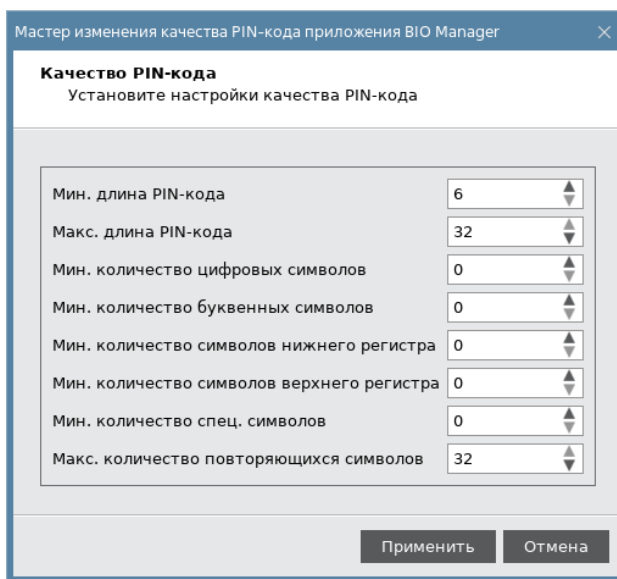 Мастер изменения качества PIN-кода приложения BIO Manager
Качество PIN-кода
Установите настройки качества PIN-кода
Мин. длина PIN-кода 6
Макс. длина PIN-кода 32
Мин. количество цифровых символов 0
Мин. количество буквенных символов 0
Мин. количество символов нижнего регистра 0
Мин. количество символов верхнего регистра 0
Мин. количество спец. символов 0
Макс. количество повторяющихся символов 32
Применить Отмена